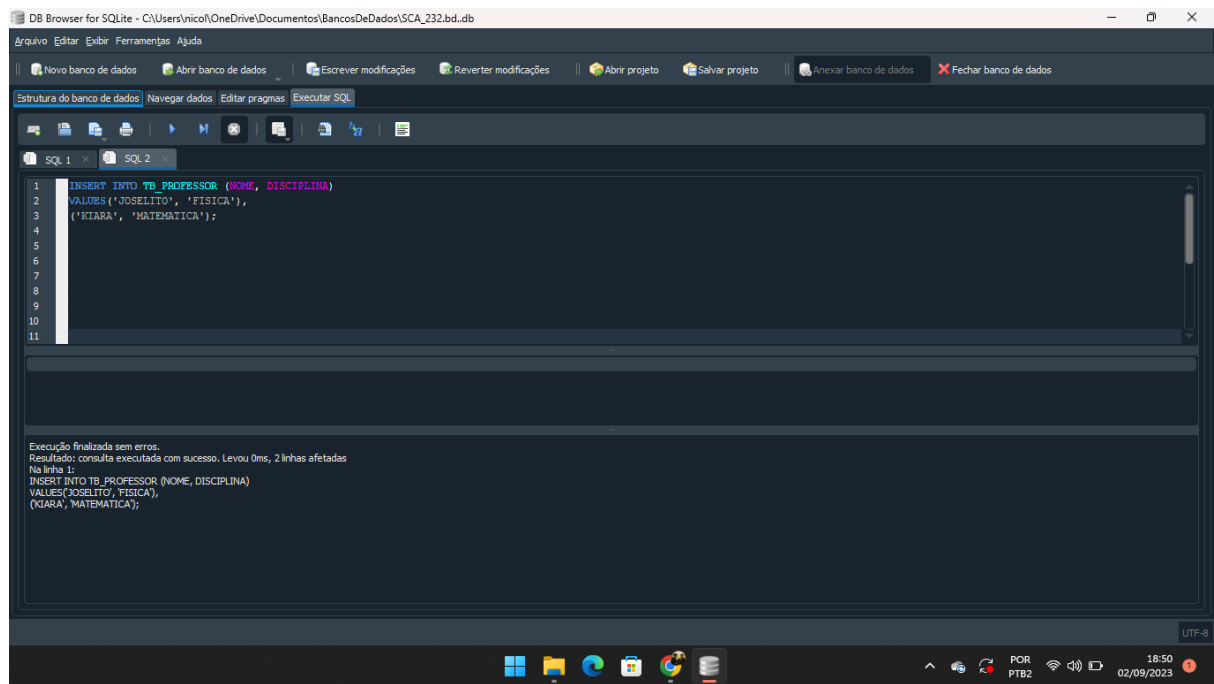 DB Browser for SQLite - C:\Users\nicol\OneDrive\Documentos\BancosDeDados\SCA_232.bd..db
Arquivo Editar Exibir Ferramentas Ajuda
Novo banco de dados Abrir banco de dados Escrever modificações Reverter modificações Abrir projeto Salvar projeto Anexar banco de dados Fechar banco de dados
Estrutura do banco de dados Navegar dados Editar pragmas Executar SQL
SQL 1 SQL 2
1 INSERT INTO TB_PROFESSOR (NOME, DISCIPLINA)
2 VALUES('JOSELITO', 'FISICA'),
3 ('KIARA', 'MATEMATICA');
4
5
6
7
8
9
10
11
Execução finalizada sem erros.
Resultado: consulta executada com sucesso. Levou 0ms, 2 linhas afetadas
Na linha 1:
INSERT INTO TB_PROFESSOR (NOME, DISCIPLINA)
VALUES('JOSELITO', 'FISICA'),
('KIARA', 'MATEMATICA');
UTF-8
POR
PTB2
18:50
02/09/2023
1